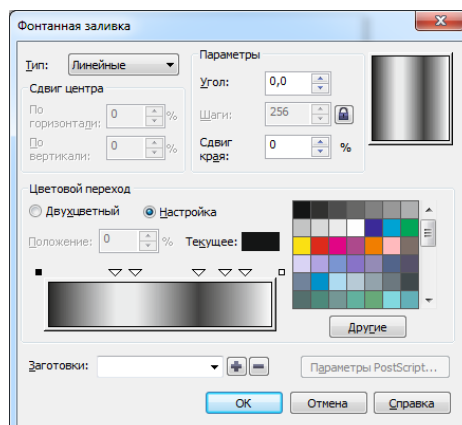 Фонтанная заливка
Тип: Линейные
Сдвиг центра
По горизонтали: 0 %
По вертикали: 0 %
Параметры
Угол: 0,0
Шаги: 256
Сдвиг края: 0 %
Цветовой переход
Двухцветный Настройка
Положение: 0 % Текущее:
Другие
Заготовки:
Параметры PostScript...
OK Отмена Справка